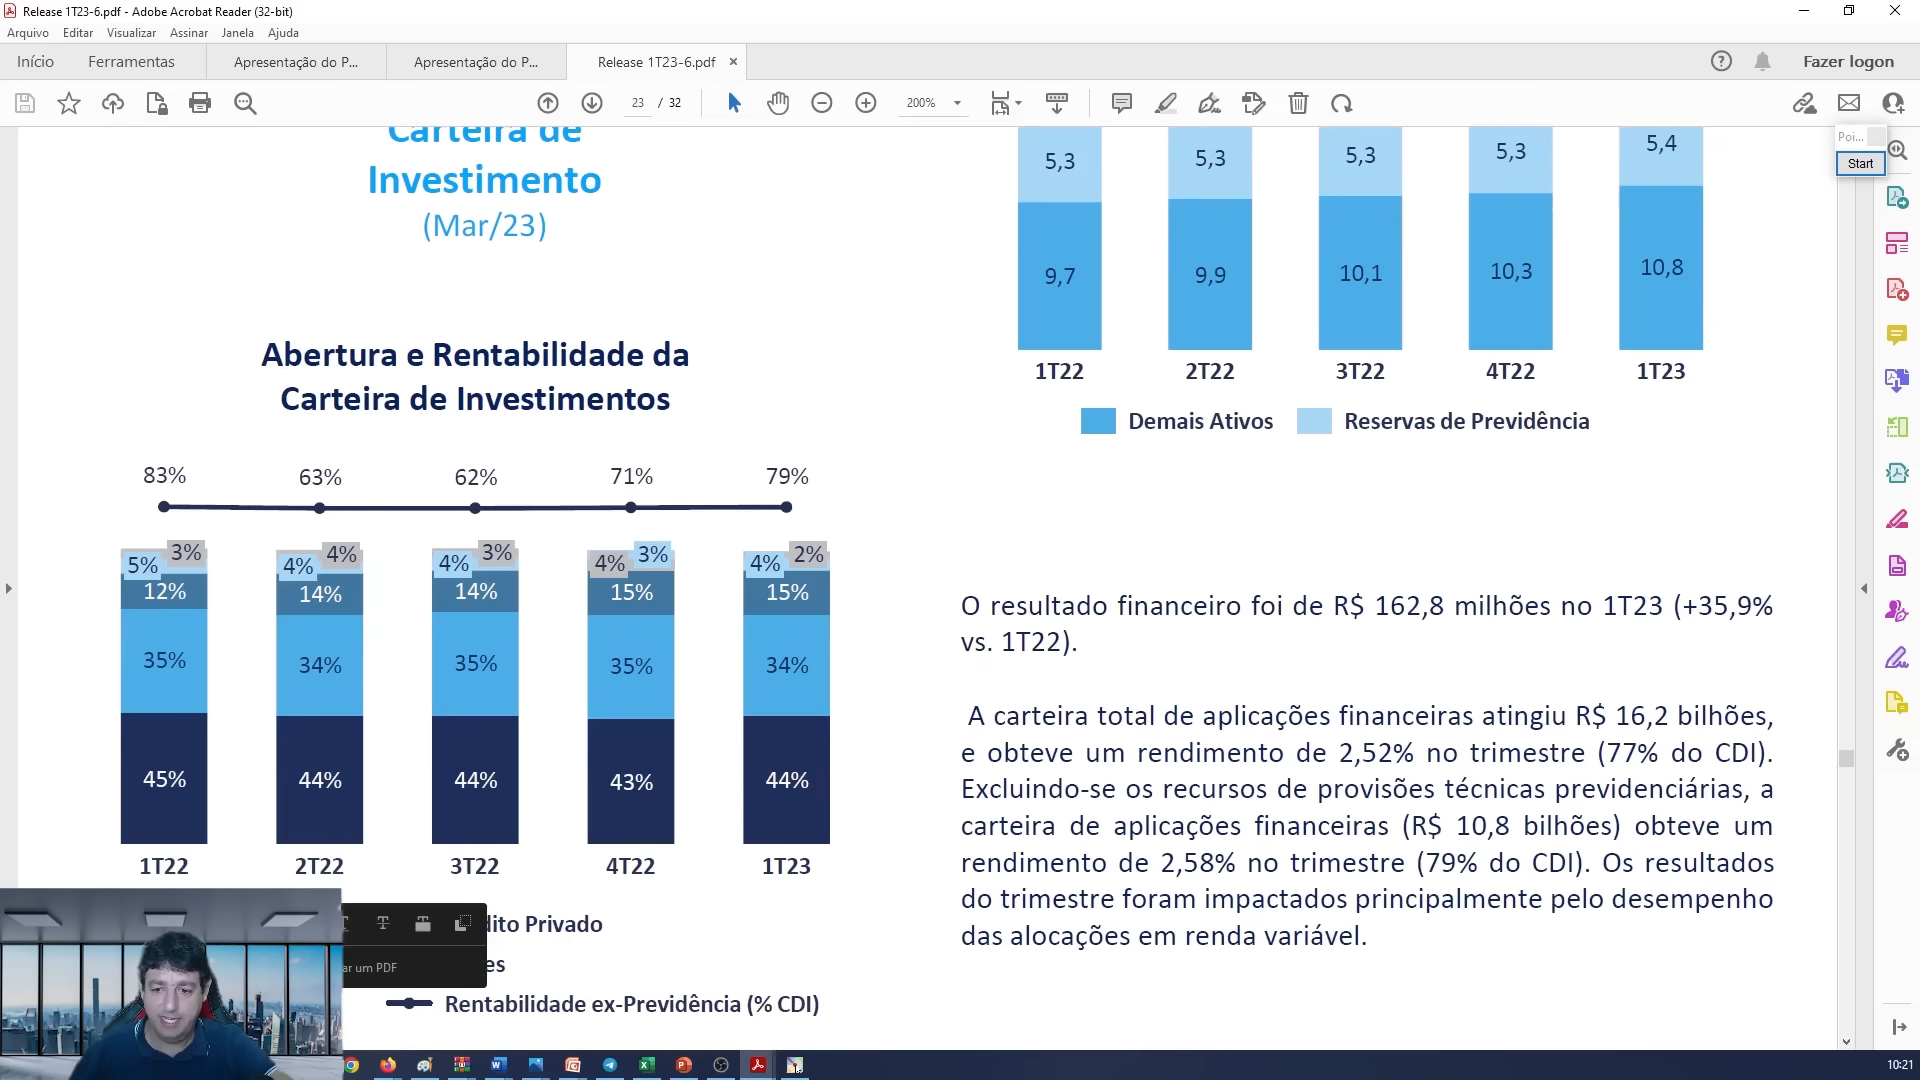 Release 1T23-6.pdf - Adobe Acrobat Reader (32-bit)
Arquivo Editar Visualizar Assinar Janela Ajuda
Início Ferramentas Apresentação do P... Apresentação do P... Release 1T23-6.pdf × Fazer logon
23 / 32 200%
Poi...
Start
Carteira de
Investimento
(Mar/23)
5,3 5,3 5,3 5,3 5,4
9,7 9,9 10,1 10,3 10,8
1T22 2T22 3T22 4T22 1T23
Demais Ativos Reservas de Previdência
Abertura e Rentabilidade da
Carteira de Investimentos
83% 63% 62% 71% 79%
5% 3% 4% 4% 4% 3% 4% 3% 4% 2%
12% 14% 14% 15% 15%
35% 34% 35% 35% 34%
45% 44% 44% 43% 44%
1T22 2T22 3T22 4T22 1T23
dito Privado
ar um PDF
es
Rentabilidade ex-Previdência (% CDI)
O resultado financeiro foi de R$ 162,8 milhões no 1T23 (+35,9%
vs. 1T22).
A carteira total de aplicações financeiras atingiu R$ 16,2 bilhões,
e obteve um rendimento de 2,52% no trimestre (77% do CDI).
Excluindo-se os recursos de provisões técnicas previdenciárias, a
carteira de aplicações financeiras (R$ 10,8 bilhões) obteve um
rendimento de 2,58% no trimestre (79% do CDI). Os resultados
do trimestre foram impactados principalmente pelo desempenho
das alocações em renda variável.
10:21